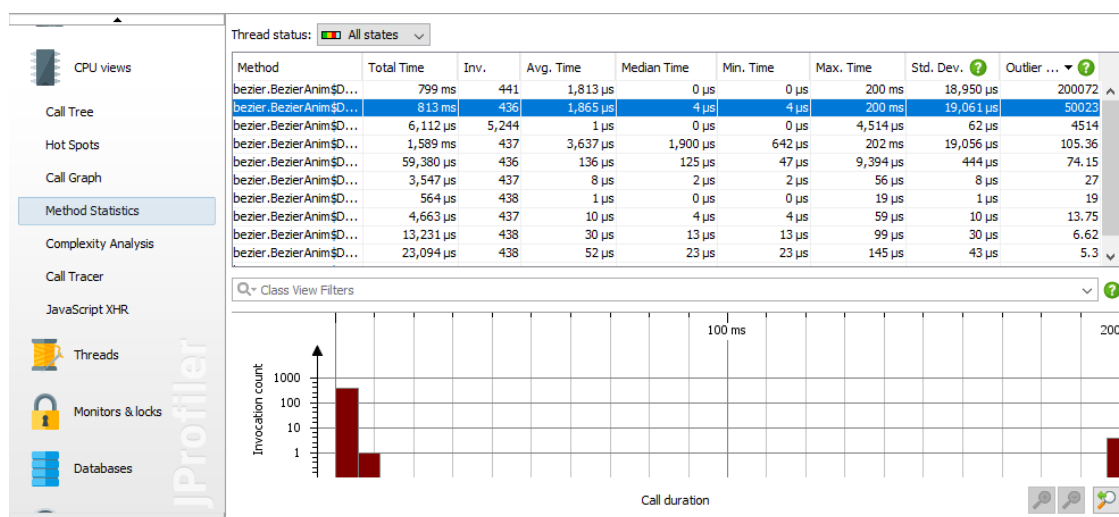 Thread status: All states
CPU views
Call Tree
Hot Spots
Call Graph
Method Statistics
Complexity Analysis
Call Tracer
JavaScript XHR
Threads
Monitors & locks
Databases
JProfiler
Method Total Time Inv. Avg. Time Median Time Min. Time Max. Time Std. Dev. Outlier ...
bezier.BezierAnim$D... 799 ms 441 1,813 µs 0 µs 0 µs 200 ms 18,950 µs 200072
bezier.BezierAnim$D... 813 ms 436 1,865 µs 4 µs 4 µs 200 ms 19,061 µs 50023
bezier.BezierAnim$D... 6,112 µs 5,244 1 µs 0 µs 0 µs 4,514 µs 62 µs 4514
bezier.BezierAnim$D... 1,589 ms 437 3,637 µs 1,900 µs 642 µs 202 ms 19,056 µs 105.36
bezier.BezierAnim$D... 59,380 µs 436 136 µs 125 µs 47 µs 9,394 µs 444 µs 74.15
bezier.BezierAnim$D... 3,547 µs 437 8 µs 2 µs 2 µs 56 µs 8 µs 27
bezier.BezierAnim$D... 564 µs 438 1 µs 0 µs 0 µs 19 µs 1 µs 19
bezier.BezierAnim$D... 4,663 µs 437 10 µs 4 µs 4 µs 59 µs 10 µs 13.75
bezier.BezierAnim$D... 13,231 µs 438 30 µs 13 µs 13 µs 99 µs 30 µs 6.62
bezier.BezierAnim$D... 23,094 µs 438 52 µs 23 µs 23 µs 145 µs 43 µs 5.3
Class View Filters
100 ms
200
Invocation count
1000
100
10
1
Call duration